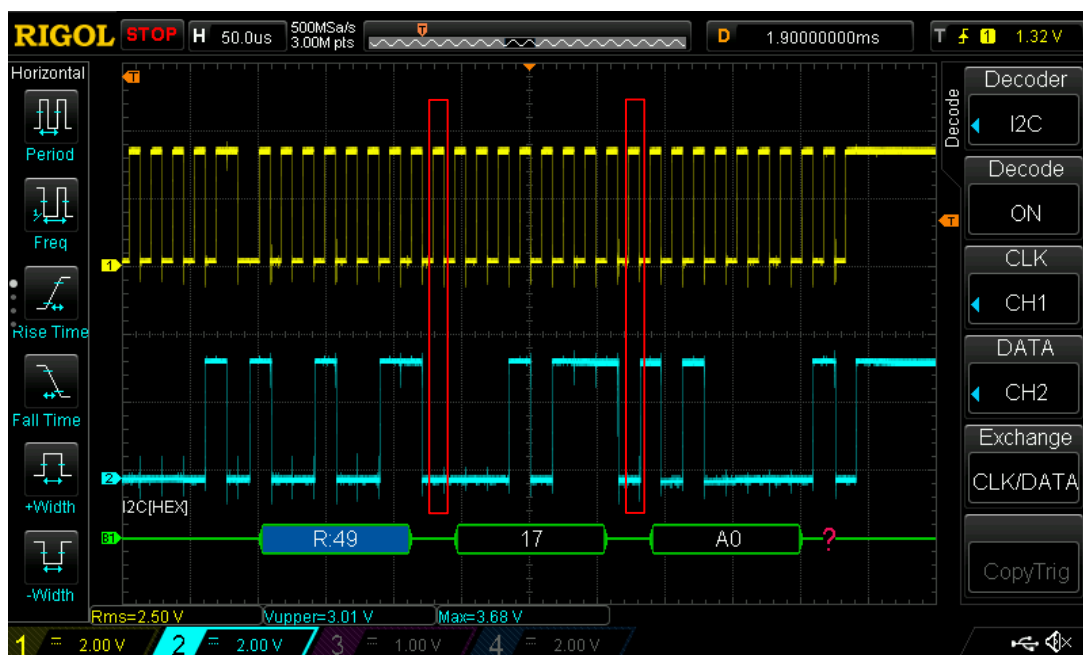 RIGOL STOP H 50.0us 500MSa/s 3.00M pts T D 1.90000000ms T 1 1.32 V
Horizontal
Period
Freq
Rise Time
Fall Time
+Width
-Width
T
T
1
2
I2C[HEX]
B1 R:49 17 A0 ?
Decode
Decoder
I2C
Decode
ON
CLK
CH1
DATA
CH2
Exchange
CLK/DATA
CopyTrig
Rms=2.50 V Vupper=3.01 V Max=3.68 V
1 = 2.00 V 2 = 2.00 V 3 = 1.00 V 4 = 2.00 V